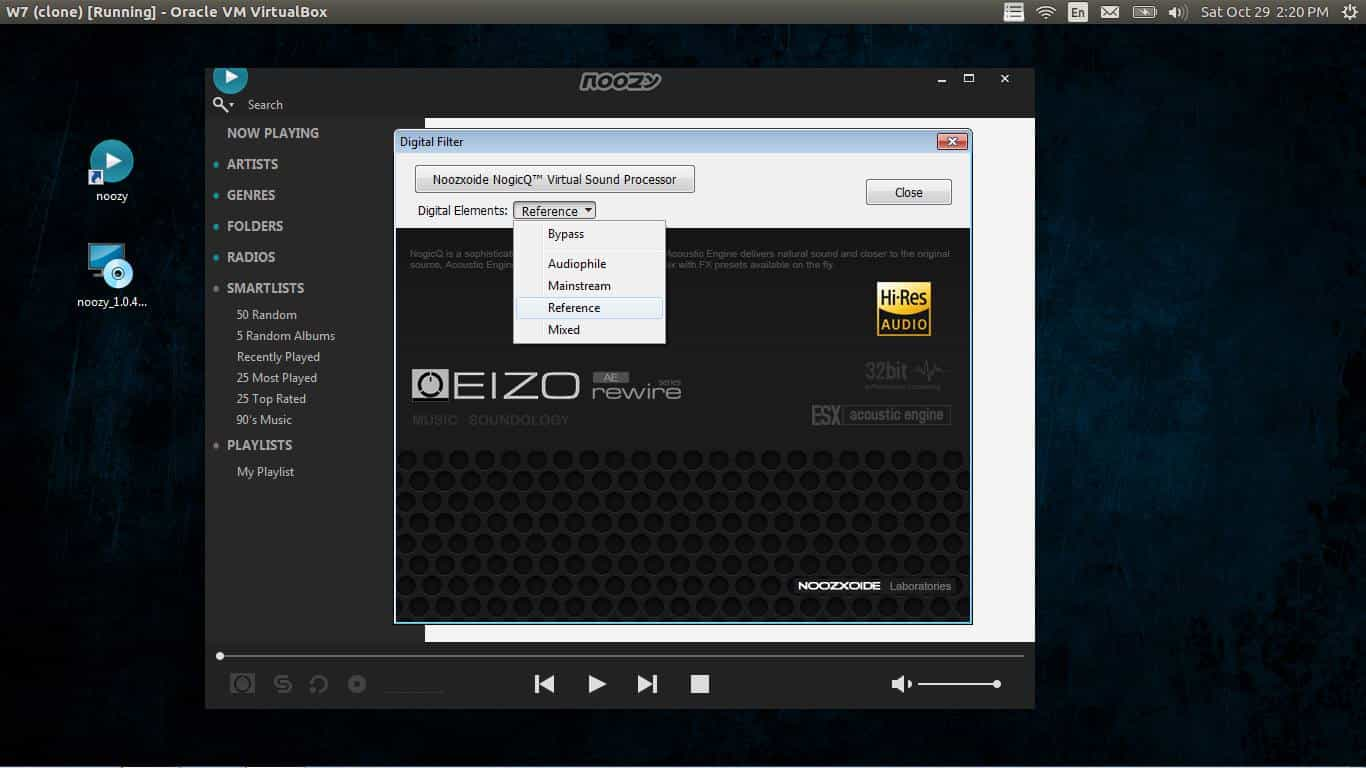 W7 (clone) [Running] - Oracle VM VirtualBox
En
Sat Oct 29 2:20 PM
noozy
noozy_1.0.4...
noozy
Search
NOW PLAYING
ARTISTS
GENRES
FOLDERS
RADIOS
SMARTLISTS
50 Random
5 Random Albums
Recently Played
25 Most Played
25 Top Rated
90's Music
PLAYLISTS
My Playlist
Digital Filter
Noozxoide NogicQ™ Virtual Sound Processor
Close
Digital Elements: Reference
Bypass
Audiophile
Mainstream
Reference
Mixed
NogicQ is a sophisticat Acoustic Engine delivers natural sound and closer to the original
source, Acoustic Engin x with FX presets available on the fly.
Hi-Res
AUDIO
EIZO AE rewire series
MUSIC SOUNDOLOGY
32bit
ESX acoustic engine
NOOZXOIDE Laboratories